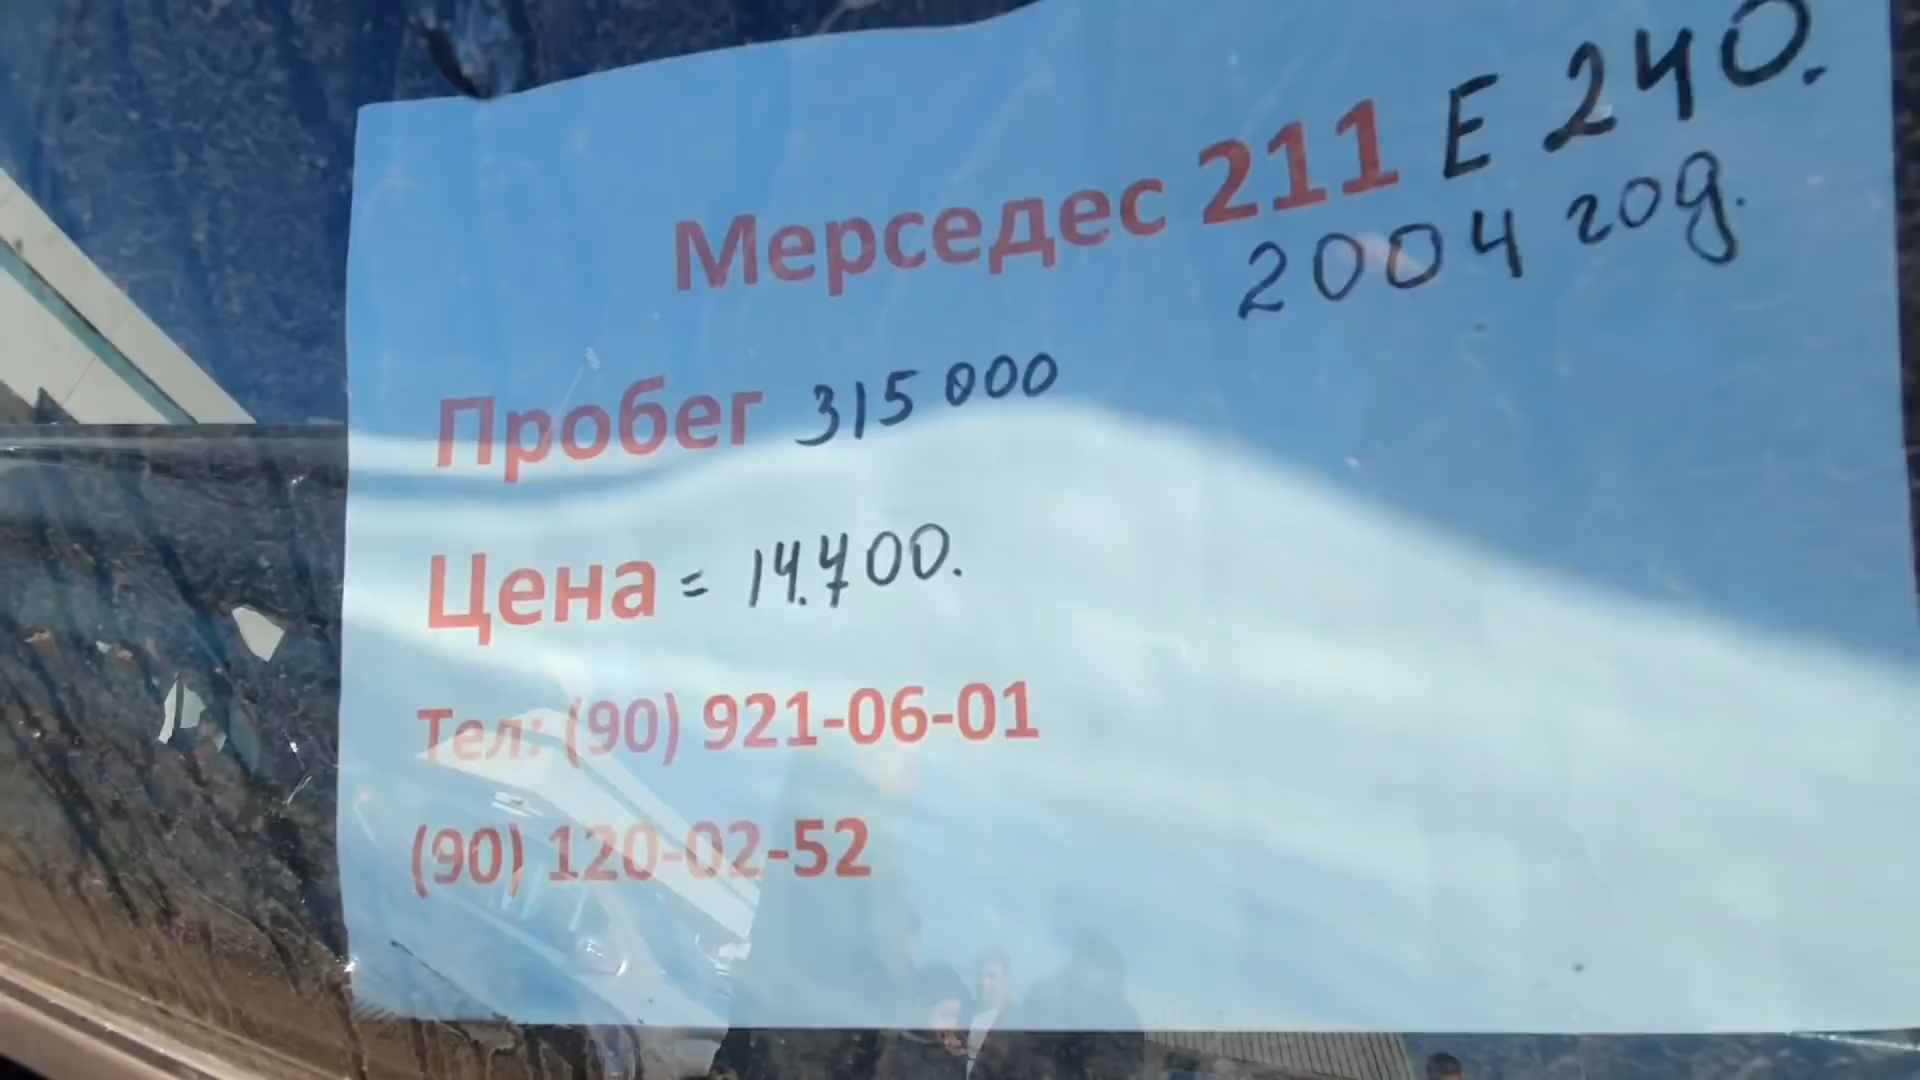 Мерседес 211 E 240.
2004 год.
Пробег 315 000
Цена = 14.700.
Тел: (90) 921-06-01
(90) 120-02-52